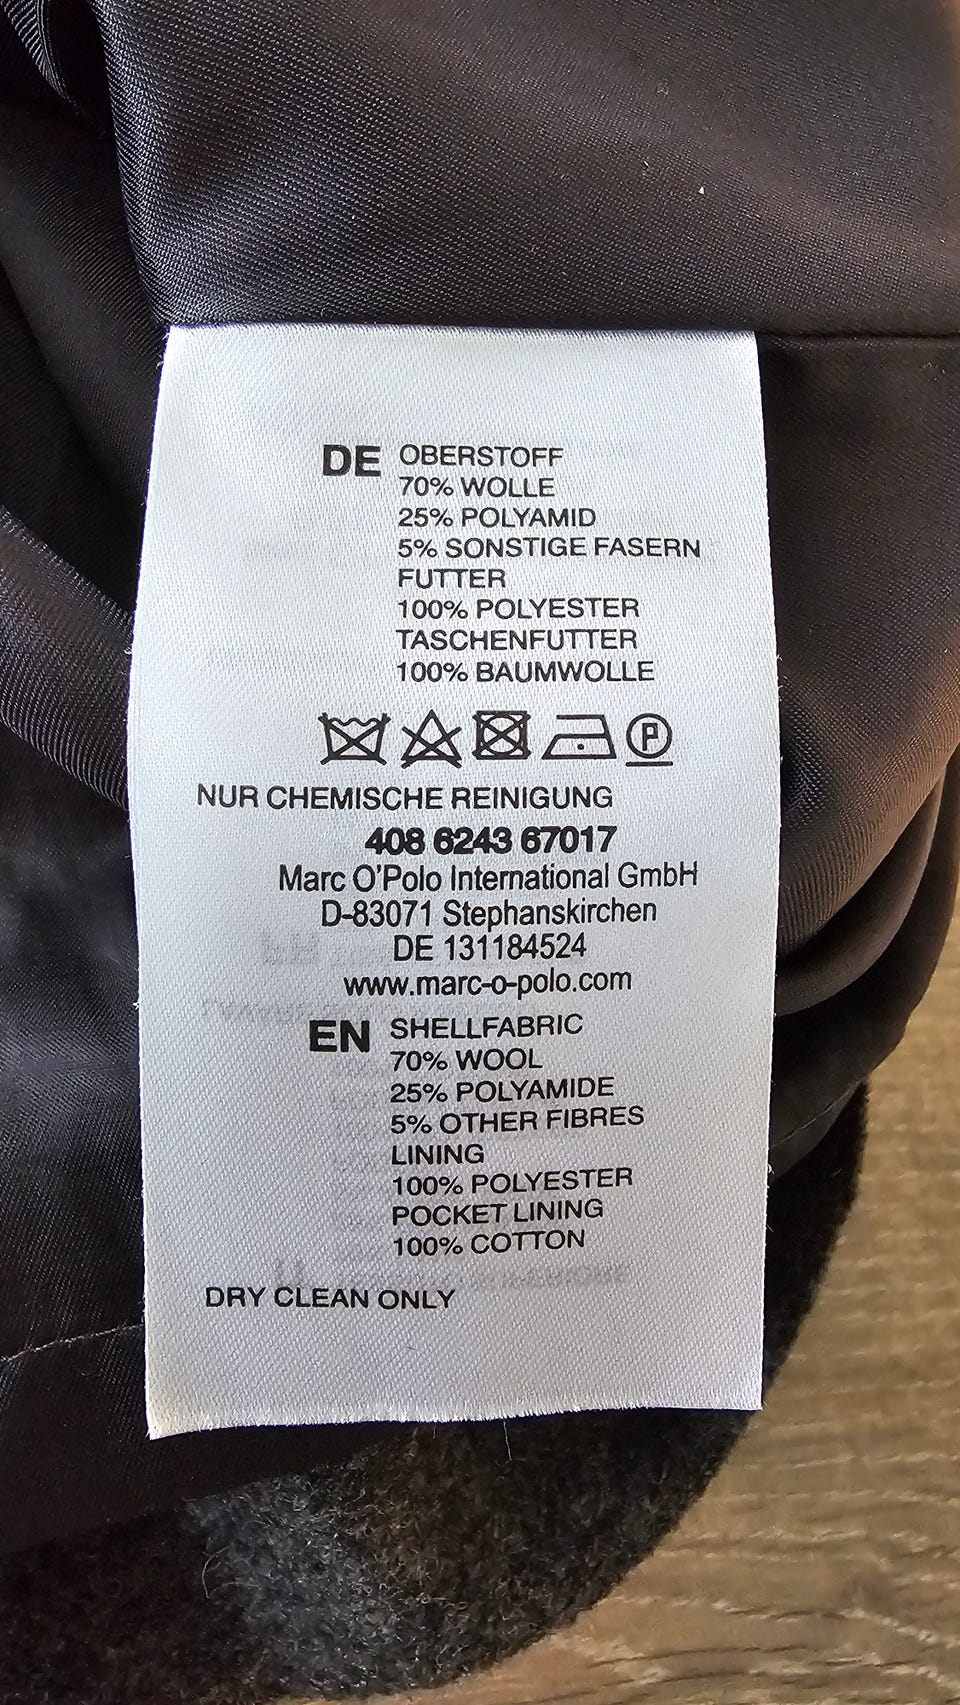 DE OBERSTOFF
70% WOLLE
25% POLYAMID
5% SONSTIGE FASERN
FUTTER
100% POLYESTER
TASCHENFUTTER
100% BAUMWOLLE
P
NUR CHEMISCHE REINIGUNG
408 6243 67017
Marc O'Polo International GmbH
D-83071 Stephanskirchen
DE 131184524
www.marc-o-polo.com
EN SHELLFABRIC
70% WOOL
25% POLYAMIDE
5% OTHER FIBRES
LINING
100% POLYESTER
POCKET LINING
100% COTTON
DRY CLEAN ONLY